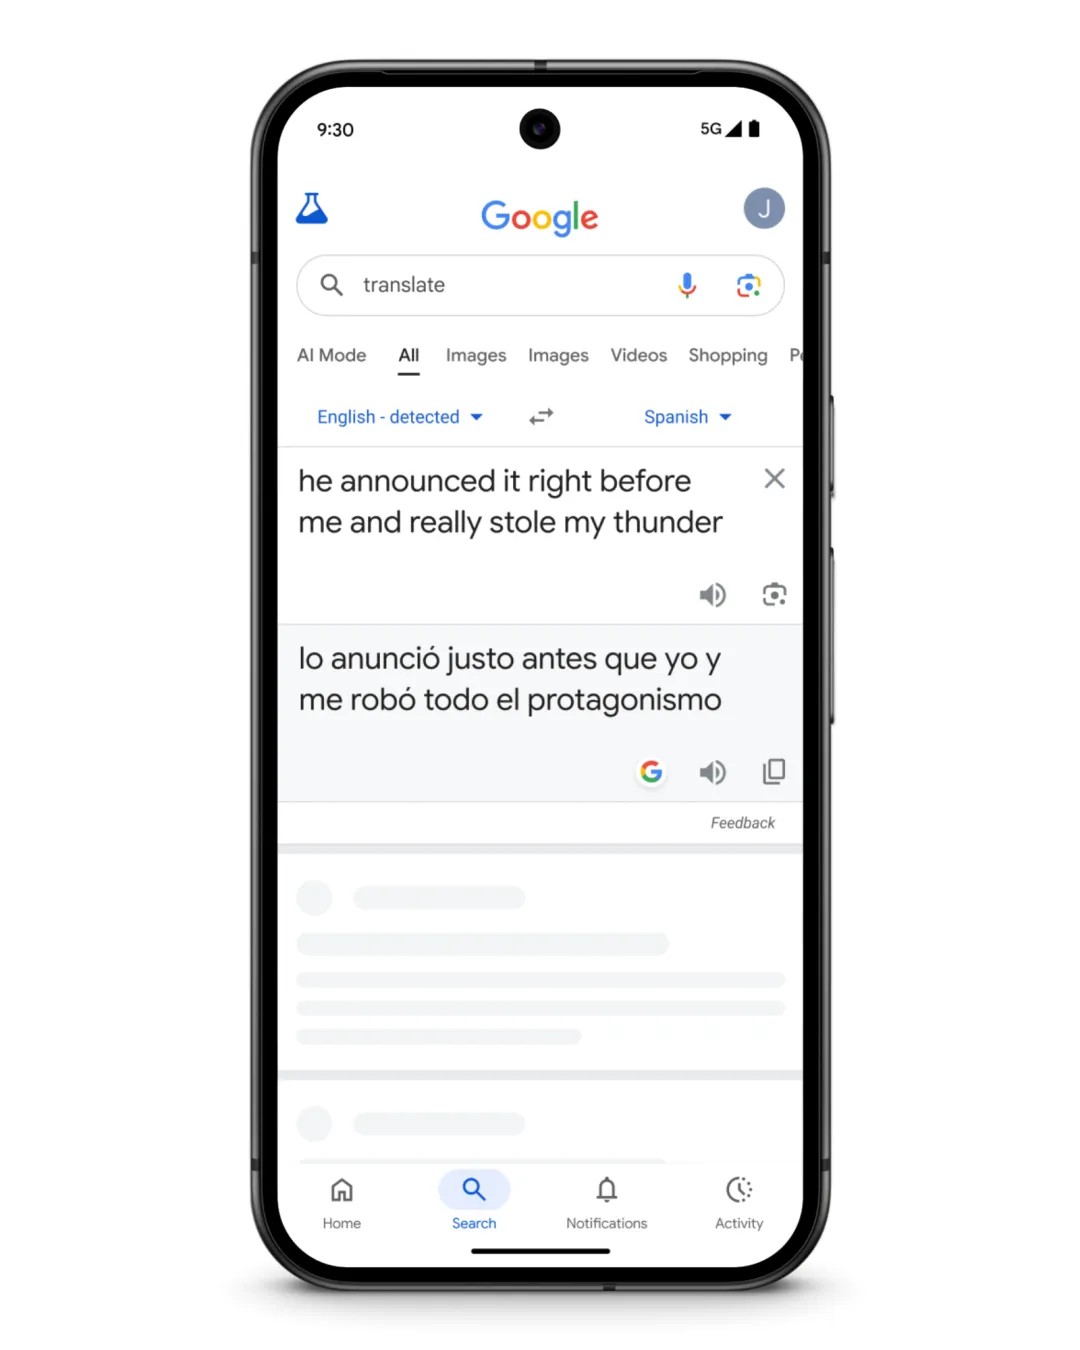 9:30 5G
Google J
translate
AI Mode All Images Images Videos Shopping
English - detected Spanish
he announced it right before
me and really stole my thunder
lo anunció justo antes que yo y
me robó todo el protagonismo
G
Feedback
Home Search Notifications Activity